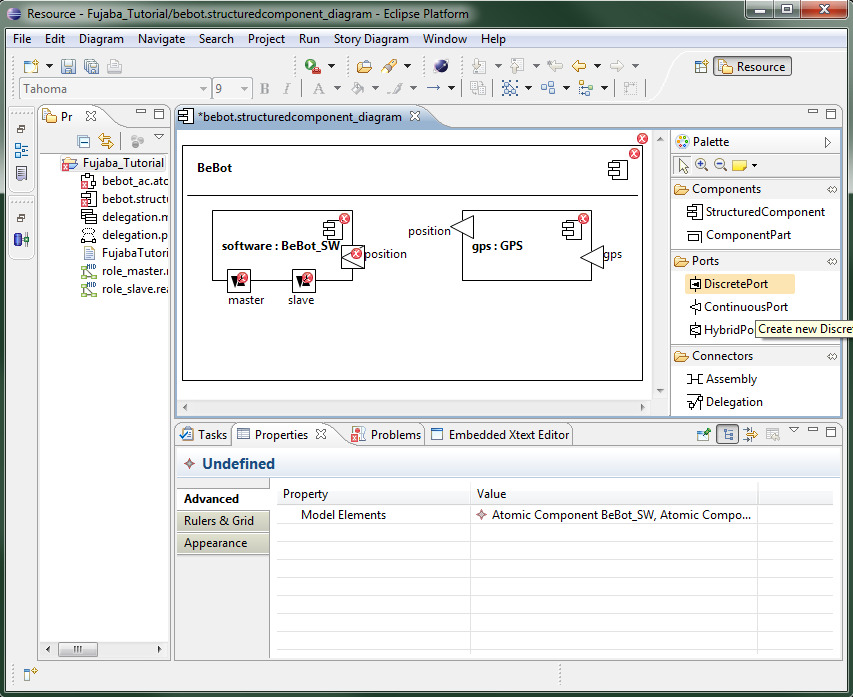 Resource - Fujaba_Tutorial/bebot.structuredcomponent_diagram - Eclipse Platform
File Edit Diagram Navigate Search Project Run Story Diagram Window Help
Resource
Tahoma 9 B I A
Pr
*bebot.structuredcomponent_diagram
Fujaba_Tutorial
bebot_ac.atc
bebot.struct
delegation.m
delegation.p
FujabaTutori
role_master.r
role_slave.rea
BeBot
software : BeBot_SW
position
master
slave
position
gps : GPS
gps
Palette
Components
StructuredComponent
ComponentPart
Ports
DiscretePort
ContinuousPort
HybridPo
Create new Discre
Connectors
Assembly
Delegation
Tasks Properties Problems Embedded Xtext Editor
Undefined
Advanced
Rulers & Grid
Appearance
Property Value
Model Elements Atomic Component BeBot_SW, Atomic Compo...